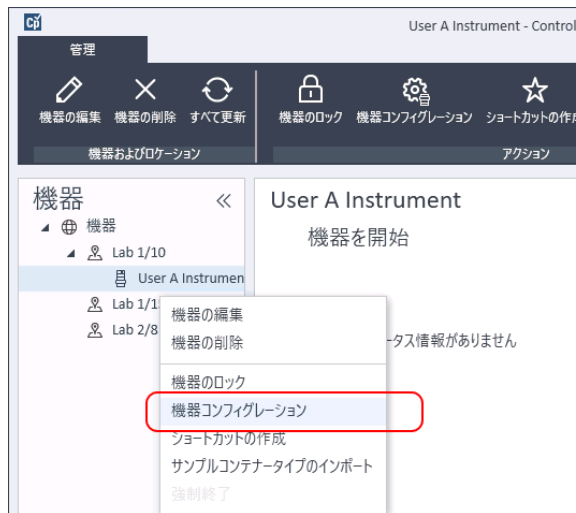 Cp
User A Instrument - Control
管理
機器の編集 機器の削除 すべて更新 機器のロック 機器コンフィグレーション ショートカットの作成
機器およびロケーション アクション
機器 «
User A Instrument
機器
機器を開始
Lab 1/10
User A Instrumen
Lab 1/1
Lab 2/8
機器の編集
機器の削除
ータス情報がありません
機器のロック
機器コンフィグレーション
ショートカットの作成
サンプルコンテナータイプのインポート
強制終了